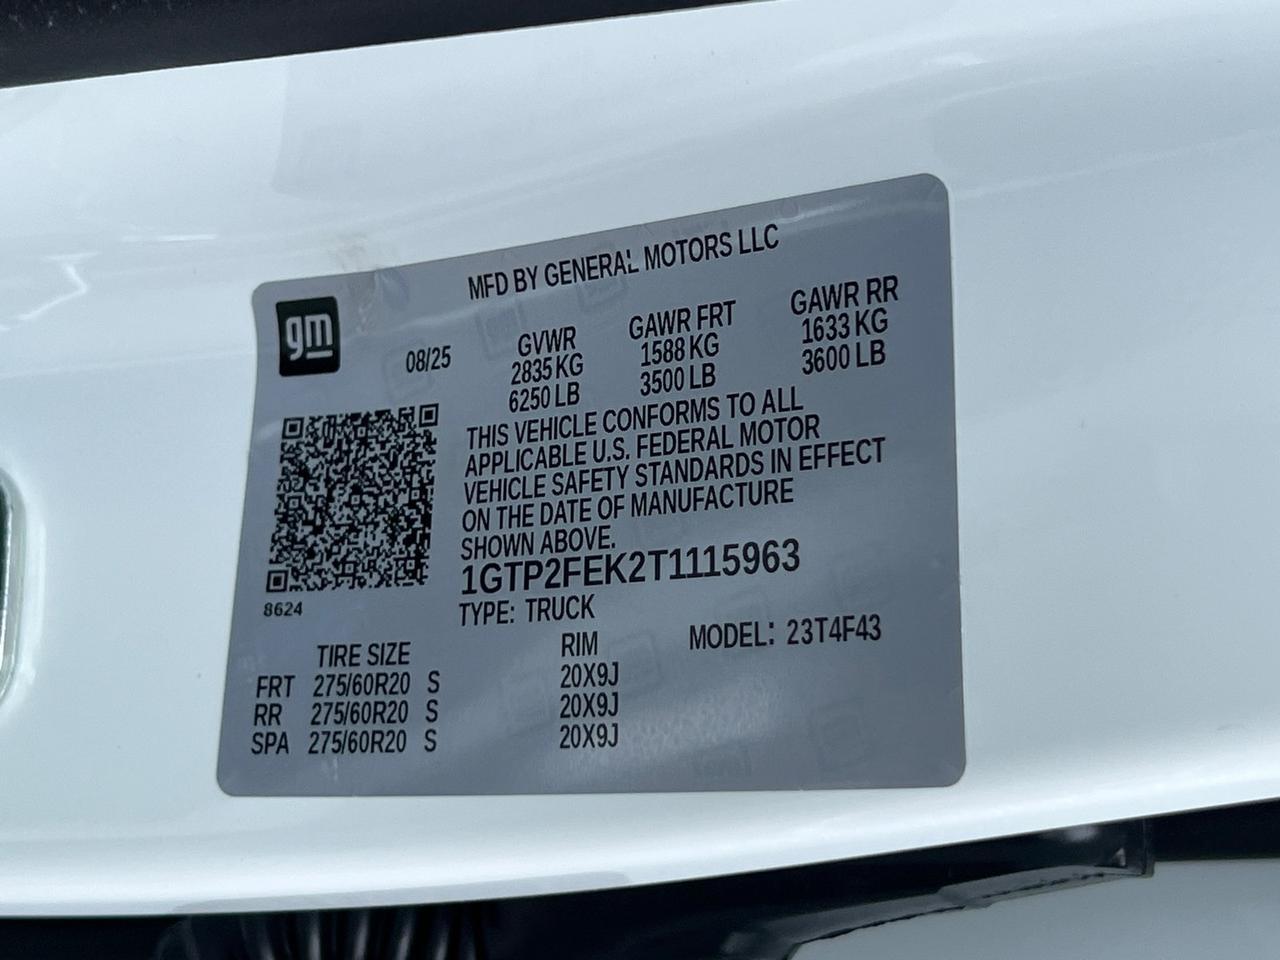 MFD BY GENERAL MOTORS LLC
gm
08/25
GVWR
2835 KG
6250 LB
GAWR FRT
1588 KG
3500 LB
GAWR RR
1633 KG
3600 LB
THIS VEHICLE CONFORMS TO ALL
APPLICABLE U.S. FEDERAL MOTOR
VEHICLE SAFETY STANDARDS IN EFFECT
ON THE DATE OF MANUFACTURE
SHOWN ABOVE.
1GTP2FEK2T1115963
8624
TYPE: TRUCK
MODEL: 23T4F43
TIRE SIZE RIM
FRT 275/60R20 S 20X9J
RR 275/60R20 S 20X9J
SPA 275/60R20 S 20X9J